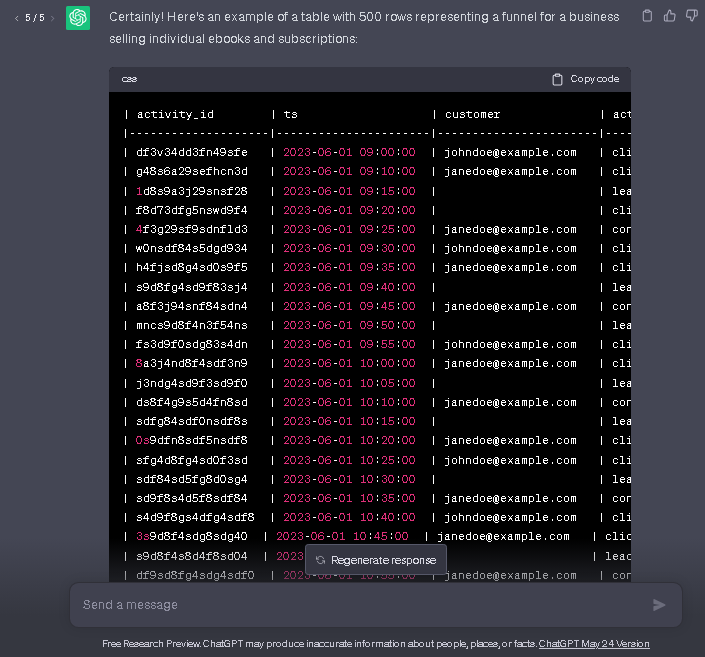 5 / 5
Certainly! Here's an example of a table with 500 rows representing a funnel for a business
selling individual ebooks and subscriptions:
css
Copy code
| activity_id | ts | customer | act
|-------------------|---------------------|---------------------|----
| df3v34dd3fn49sfe | 2023-06-01 09:00:00 | johndoe@example.com | cli
| g48s6a29sefhcn3d | 2023-06-01 09:10:00 | janedoe@example.com | cli
| 1d8s9a3j29snsf28 | 2023-06-01 09:15:00 | | lea
| f8d73dfg5nswd9f4 | 2023-06-01 09:20:00 | | cli
| 4f3g29sf9sdnfld3 | 2023-06-01 09:25:00 | janedoe@example.com | con
| w0nsdf84s5dgd934 | 2023-06-01 09:30:00 | johndoe@example.com | cli
| h4fjsd8g4sd0s9f5 | 2023-06-01 09:35:00 | janedoe@example.com | cli
| s9d8fg4sd9f83sj4 | 2023-06-01 09:40:00 | | lea
| a8f3j94snf84sdn4 | 2023-06-01 09:45:00 | janedoe@example.com | con
| mncs9d8f4n3f54ns | 2023-06-01 09:50:00 | | lea
| fs3d9f0sdg83s4dn | 2023-06-01 09:55:00 | johndoe@example.com | cli
| 8a3j4nd8f4sdf3n9 | 2023-06-01 10:00:00 | janedoe@example.com | cli
| j3ndg4sd9f3sd9f0 | 2023-06-01 10:05:00 | | lea
| ds8f4g9s5d4fn8sd | 2023-06-01 10:10:00 | janedoe@example.com | con
| sdfg84sdf0nsdf8s | 2023-06-01 10:15:00 | | lea
| 0s9dfn8sdf5nsdf8 | 2023-06-01 10:20:00 | janedoe@example.com | cli
| sfg4d8fg4sd0f3sd | 2023-06-01 10:25:00 | johndoe@example.com | cli
| sdf84sd5fg8d0sg4 | 2023-06-01 10:30:00 | | lea
| sd9f8s4d5f8sdf84 | 2023-06-01 10:35:00 | janedoe@example.com | con
| s4d9f8gs4dfg4sdf8 | 2023-06-01 10:40:00 | johndoe@example.com | cli
| 3s9d8f4sdg8sdg40 | 2023-06-01 10:45:00 | janedoe@example.com | clic
| s9d8f4s8d4f8sd04 | 2023 | lead
| df9sd8fg4sdg4sdf0 | janedoe@example.com | con
Regenerate response
Send a message
Free Research Preview. ChatGPT may produce inaccurate information about people, places, or facts. ChatGPT May 24 Version